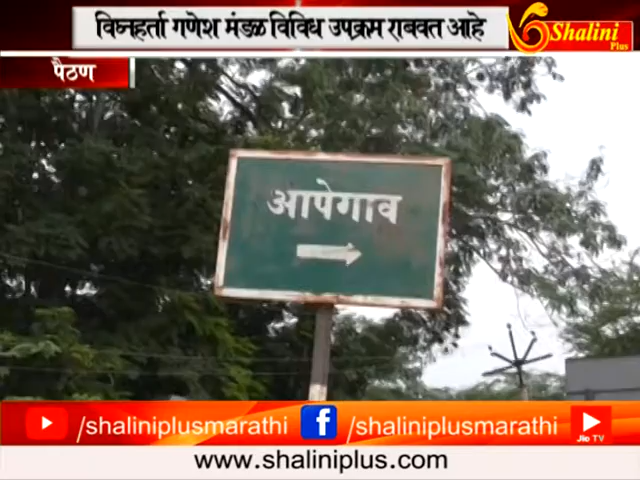 विघ्नहर्ता गणेश मंडळ विविध उपक्रम राबवत आहे
Shalini
Plus
पैठण
आपेगाव
/shaliniplusmarathi
/shaliniplusmarathi
Jio TV
www.shaliniplus.com